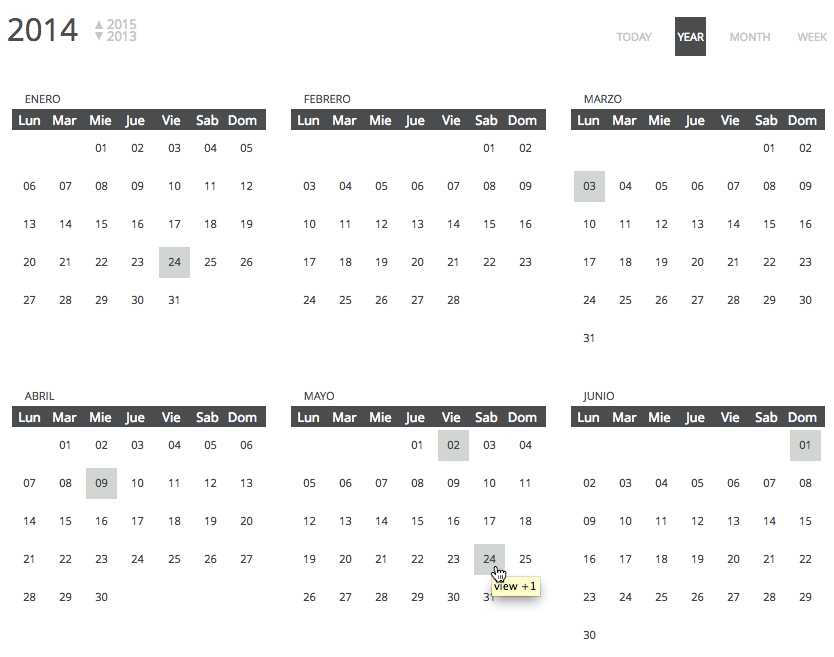 2014 ▲ 2015
▼ 2013
TODAY YEAR MONTH WEEK
ENERO
Lun Mar Mie Jue Vie Sab Dom
01 02 03 04 05
06 07 08 09 10 11 12
13 14 15 16 17 18 19
20 21 22 23 24 25 26
27 28 29 30 31
FEBRERO
Lun Mar Mie Jue Vie Sab Dom
01 02
03 04 05 06 07 08 09
10 11 12 13 14 15 16
17 18 19 20 21 22 23
24 25 26 27 28
MARZO
Lun Mar Mie Jue Vie Sab Dom
01 02
03 04 05 06 07 08 09
10 11 12 13 14 15 16
17 18 19 20 21 22 23
24 25 26 27 28 29 30
31
ABRIL
Lun Mar Mie Jue Vie Sab Dom
01 02 03 04 05 06
07 08 09 10 11 12 13
14 15 16 17 18 19 20
21 22 23 24 25 26 27
28 29 30
MAYO
Lun Mar Mie Jue Vie Sab Dom
01 02 03 04
05 06 07 08 09 10 11
12 13 14 15 16 17 18
19 20 21 22 23 24 25
view +1
26 27 28 29 30 31
JUNIO
Lun Mar Mie Jue Vie Sab Dom
01
02 03 04 05 06 07 08
09 10 11 12 13 14 15
16 17 18 19 20 21 22
23 24 25 26 27 28 29
30